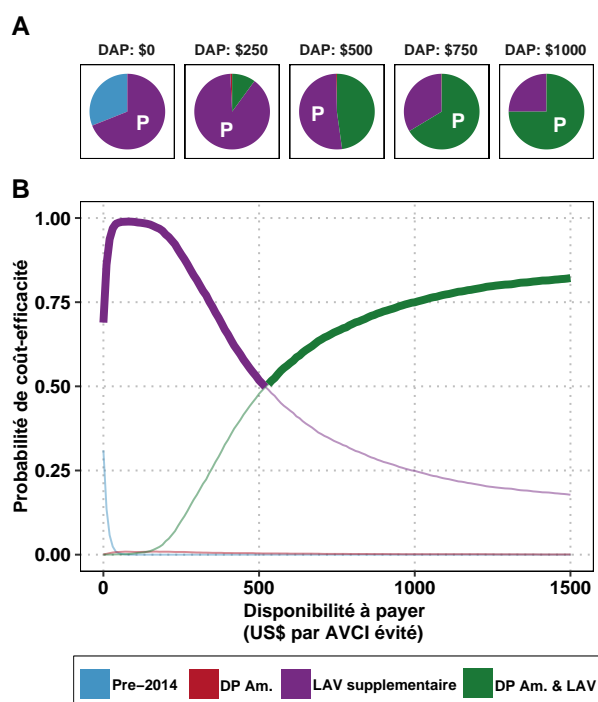 A
DAP: $0 DAP: $250 DAP: $500 DAP: $750 DAP: $1000
P P P P P
B
Probabilité de coût-efficacité
1.00
0.75
0.50
0.25
0.00
0 500 1000 1500
Disponibilité à payer
(US$ par AVCI évité)
Pre−2014 DP Am. LAV supplementaire DP Am. & LAV